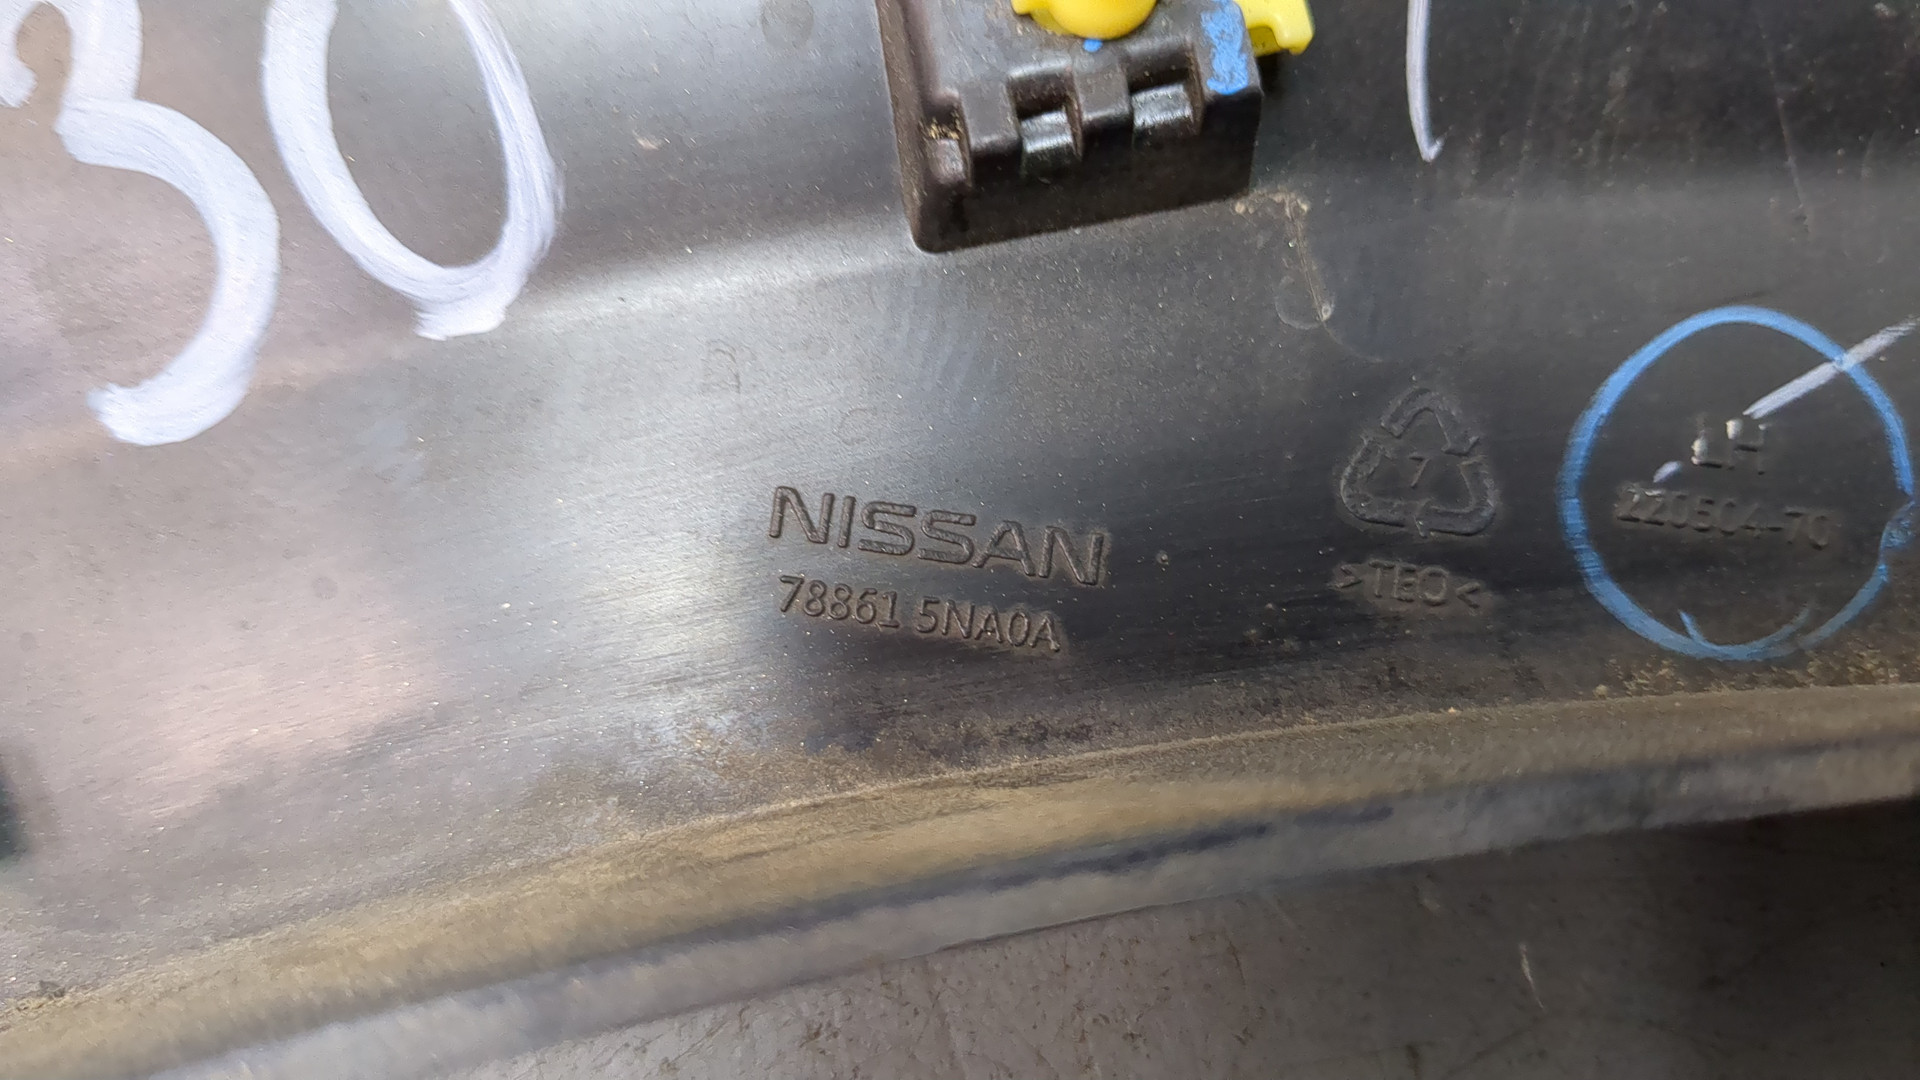 30
NISSAN
78861 5NA0A
7
>TEO<
LH
220504-70